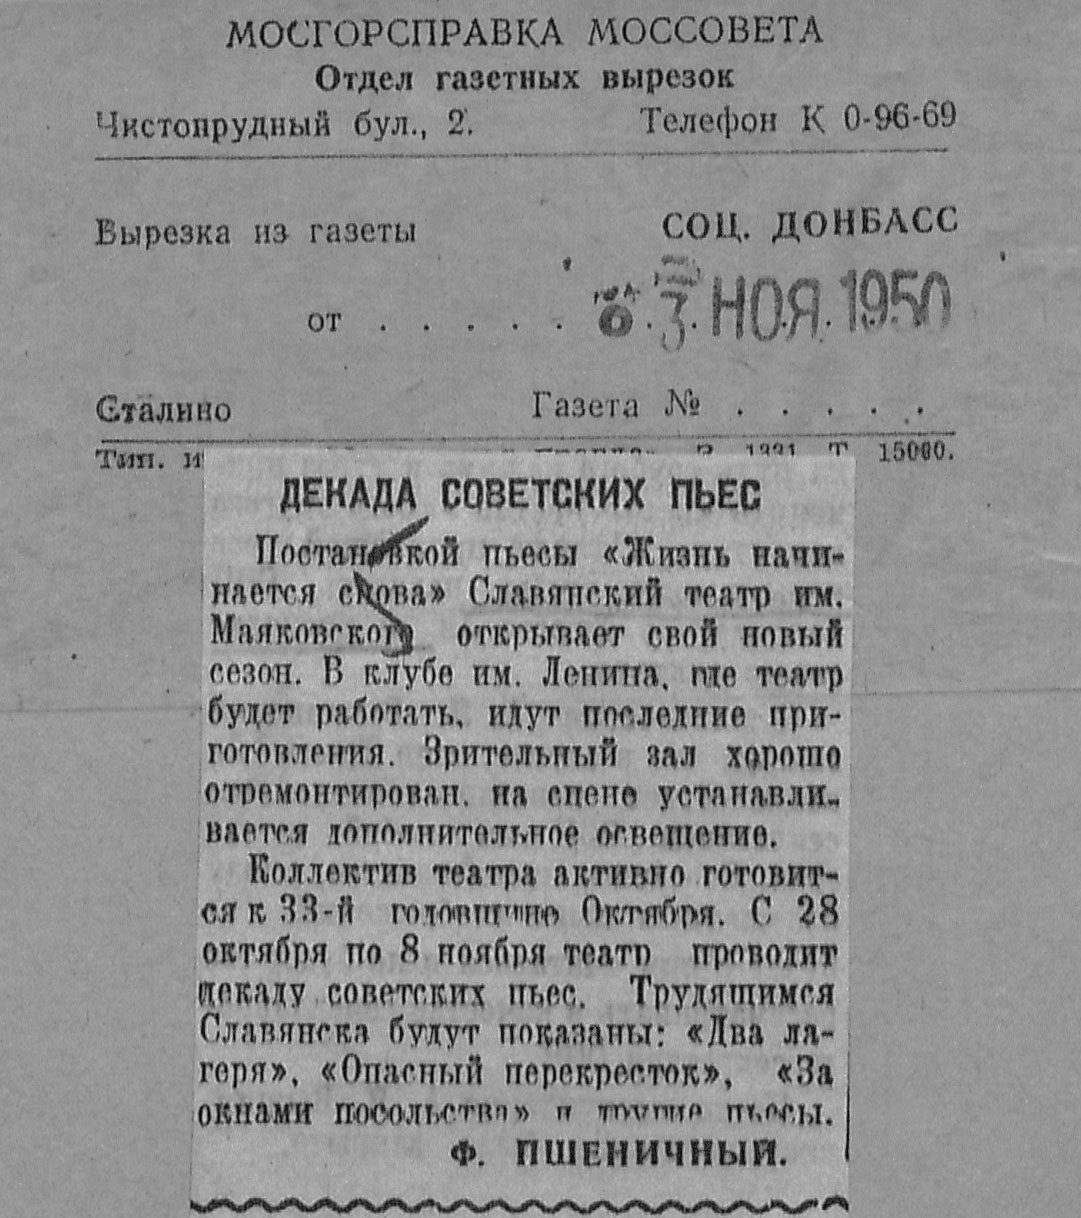 МОСГОРСПРАВКА МОССОВЕТА
Отдел газетных вырезок
Чистопрудный бул., 2. Телефон К 0-96-69
Вырезка из газеты СОЦ. ДОНБАСС
от . . . . . 3. НОЯ. 1950
Сталино Газета № . . . . .
Тип. 15000.
ДЕКАДА СОВЕТСКИХ ПЬЕС
Постановкой пьесы «Жизнь начи-
нается снова» Славянский театр им.
Маяковского открывает свой новый
сезон. В клубе им. Ленина, где театр
будет работать, идут последние при-
готовления. Зрительный зал хорошо
отремонтирован, на сцене устанавли-
вается дополнительное освещение.
Коллектив театра активно готовит-
ся к 33-й годовщине Октября. С 28
октября по 8 ноября театр проводит
декаду советских пьес. Трудящимся
Славянска будут показаны: «Два ла-
геря», «Опасный перекресток», «За
окнами посольства» и другие пьесы.
Ф. ПШЕНИЧНЫЙ.